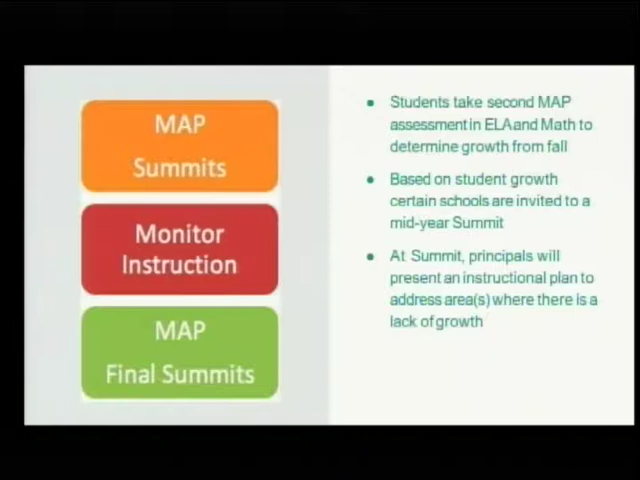 MAP
Summits
Monitor
Instruction
MAP
Final Summits
• Students take second MAP
assessment in ELA and Math to
determine growth from fall
• Based on student growth
certain schools are invited to a
mid-year Summit
• At Summit, principals will
present an instructional plan to
address area(s) where there is a
lack of growth